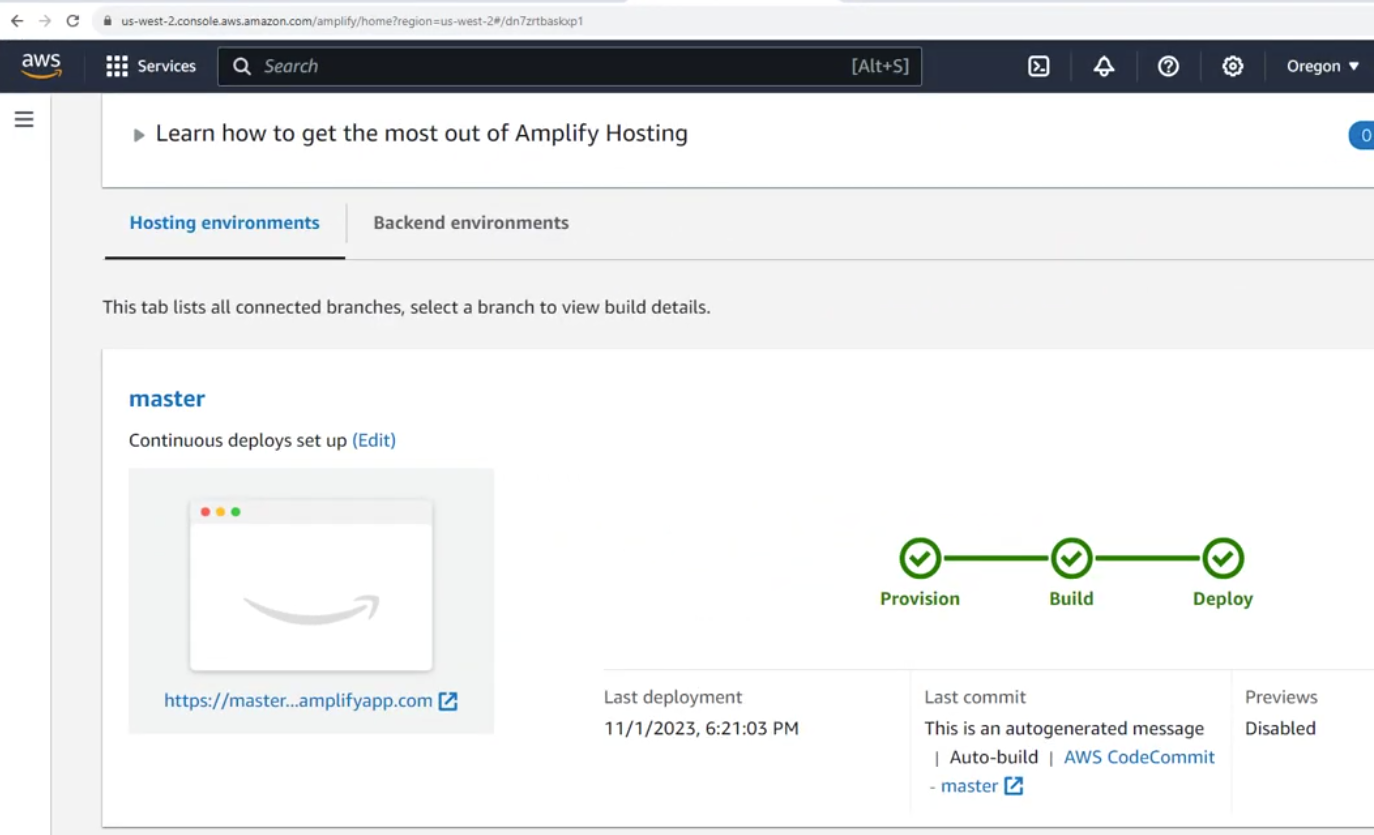 us-west-2.console.aws.amazon.com/amplify/home?region=us-west-2#/dn7zrtbaskxp1
aws
Services
Search
[Alt+S]
Oregon
Learn how to get the most out of Amplify Hosting
0
Hosting environments
Backend environments
This tab lists all connected branches, select a branch to view build details.
master
Continuous deploys set up (Edit)
Provision
Build
Deploy
https://master...amplifyapp.com
Last deployment
11/1/2023, 6:21:03 PM
Last commit
This is an autogenerated message
| Auto-build | AWS CodeCommit
- master
Previews
Disabled